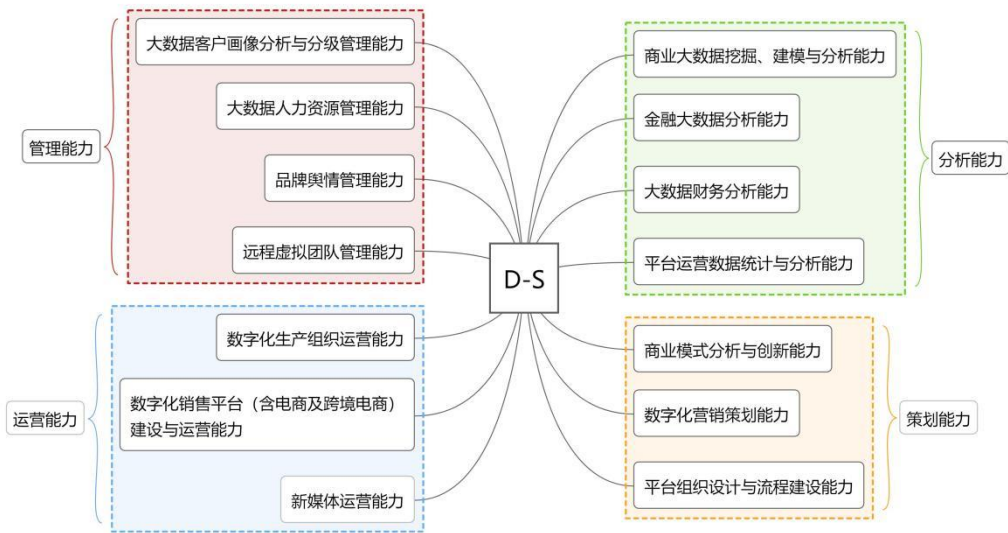 管理能力
大数据客户画像分析与分级管理能力
大数据人力资源管理能力
品牌舆情管理能力
远程虚拟团队管理能力
运营能力
数字化生产组织运营能力
数字化销售平台（含电商及跨境电商）
建设与运营能力
新媒体运营能力
D-S
商业大数据挖掘、建模与分析能力
金融大数据分析能力
大数据财务分析能力
平台运营数据统计与分析能力
分析能力
商业模式分析与创新能力
数字化营销策划能力
平台组织设计与流程建设能力
策划能力